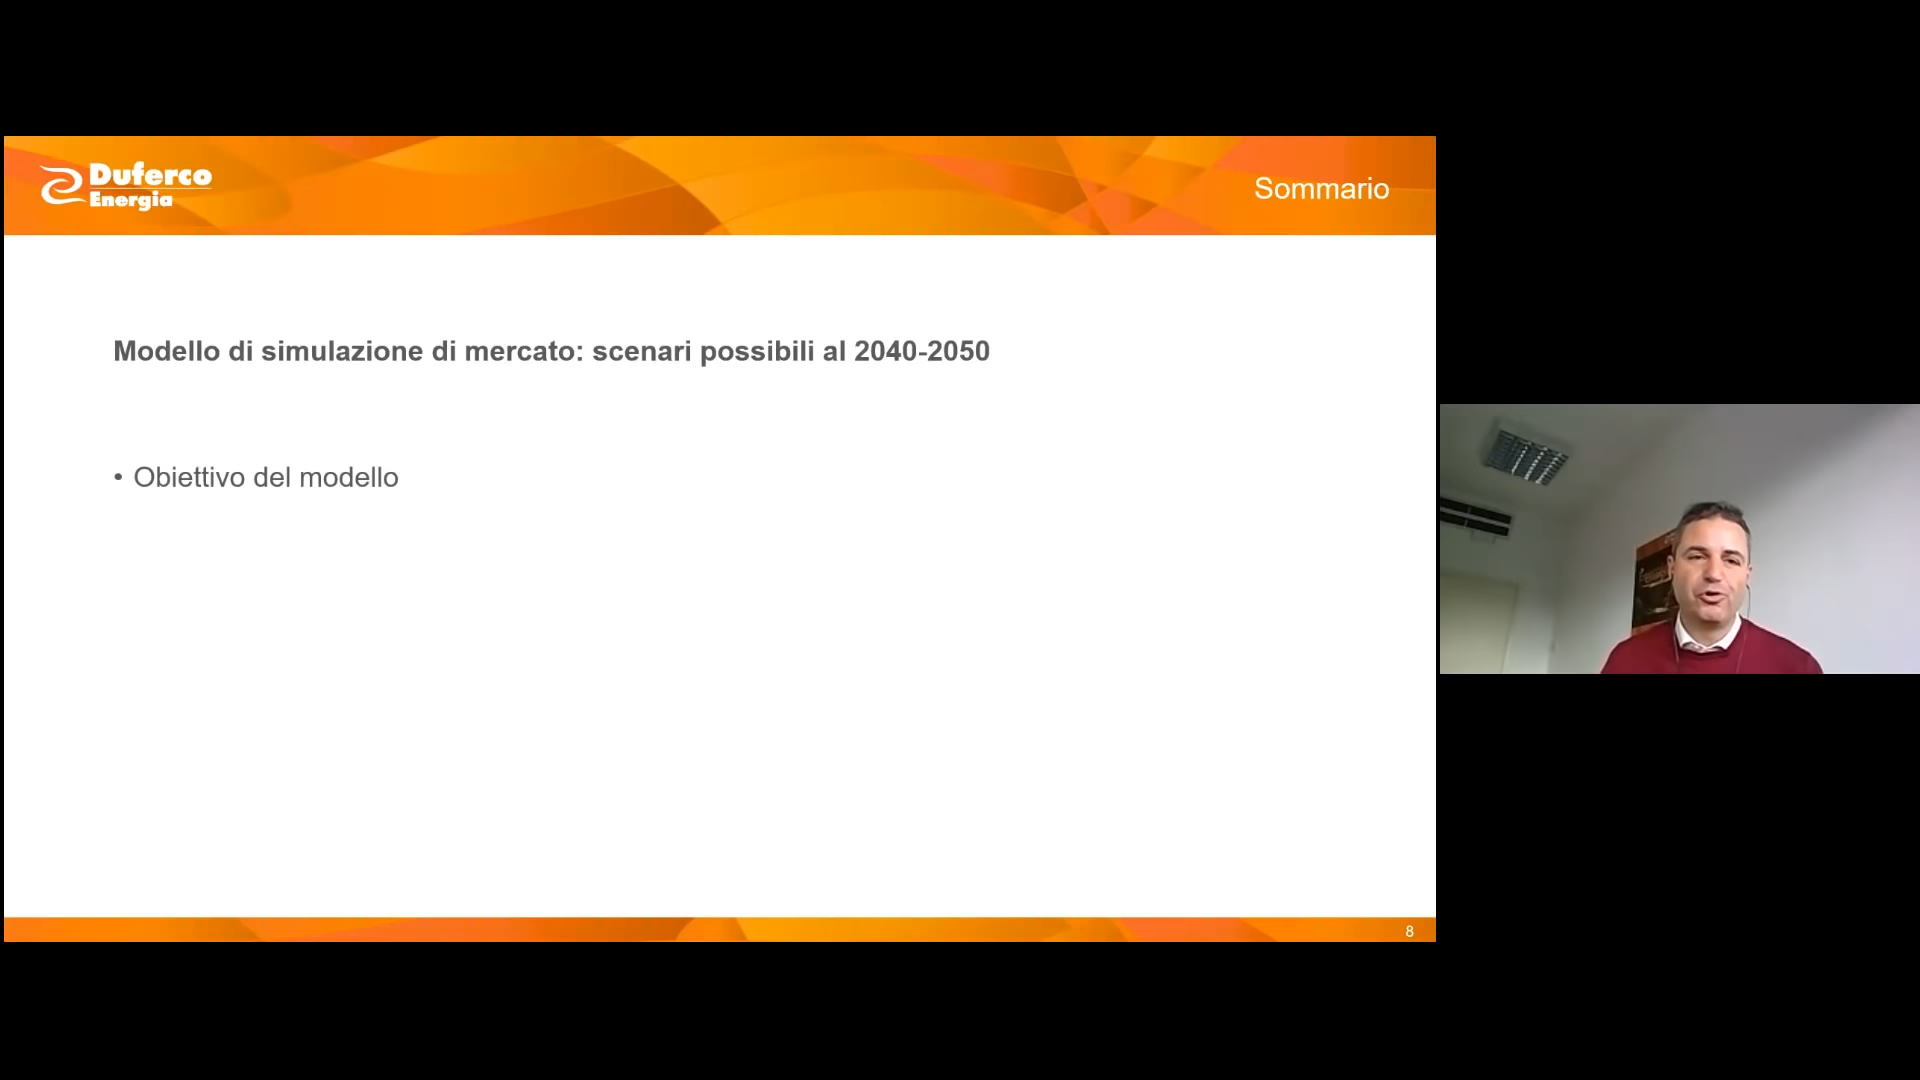 Duferco
Energia
Sommario
Modello di simulazione di mercato: scenari possibili al 2040-2050
• Obiettivo del modello
8